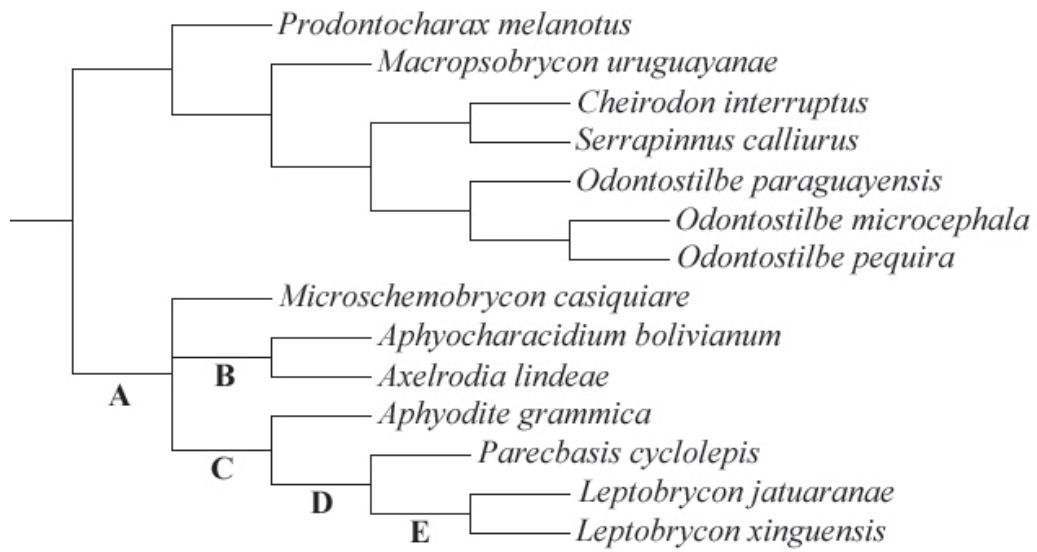 Prodontocharax melanotus
Macropsobrycon uruguayanae
Cheirodon interruptus
Serrapinnus calliurus
Odontostilbe paraguayensis
Odontostilbe microcephala
Odontostilbe pequira
Microschemobrycon casiquiare
Aphyocharacidium bolivianum
B
Axelrodia lindeae
A
Aphyodite grammica
Parecbasis cyclolepis
C
Leptobrycon jatuaranae
D
Leptobrycon xinguensis
E